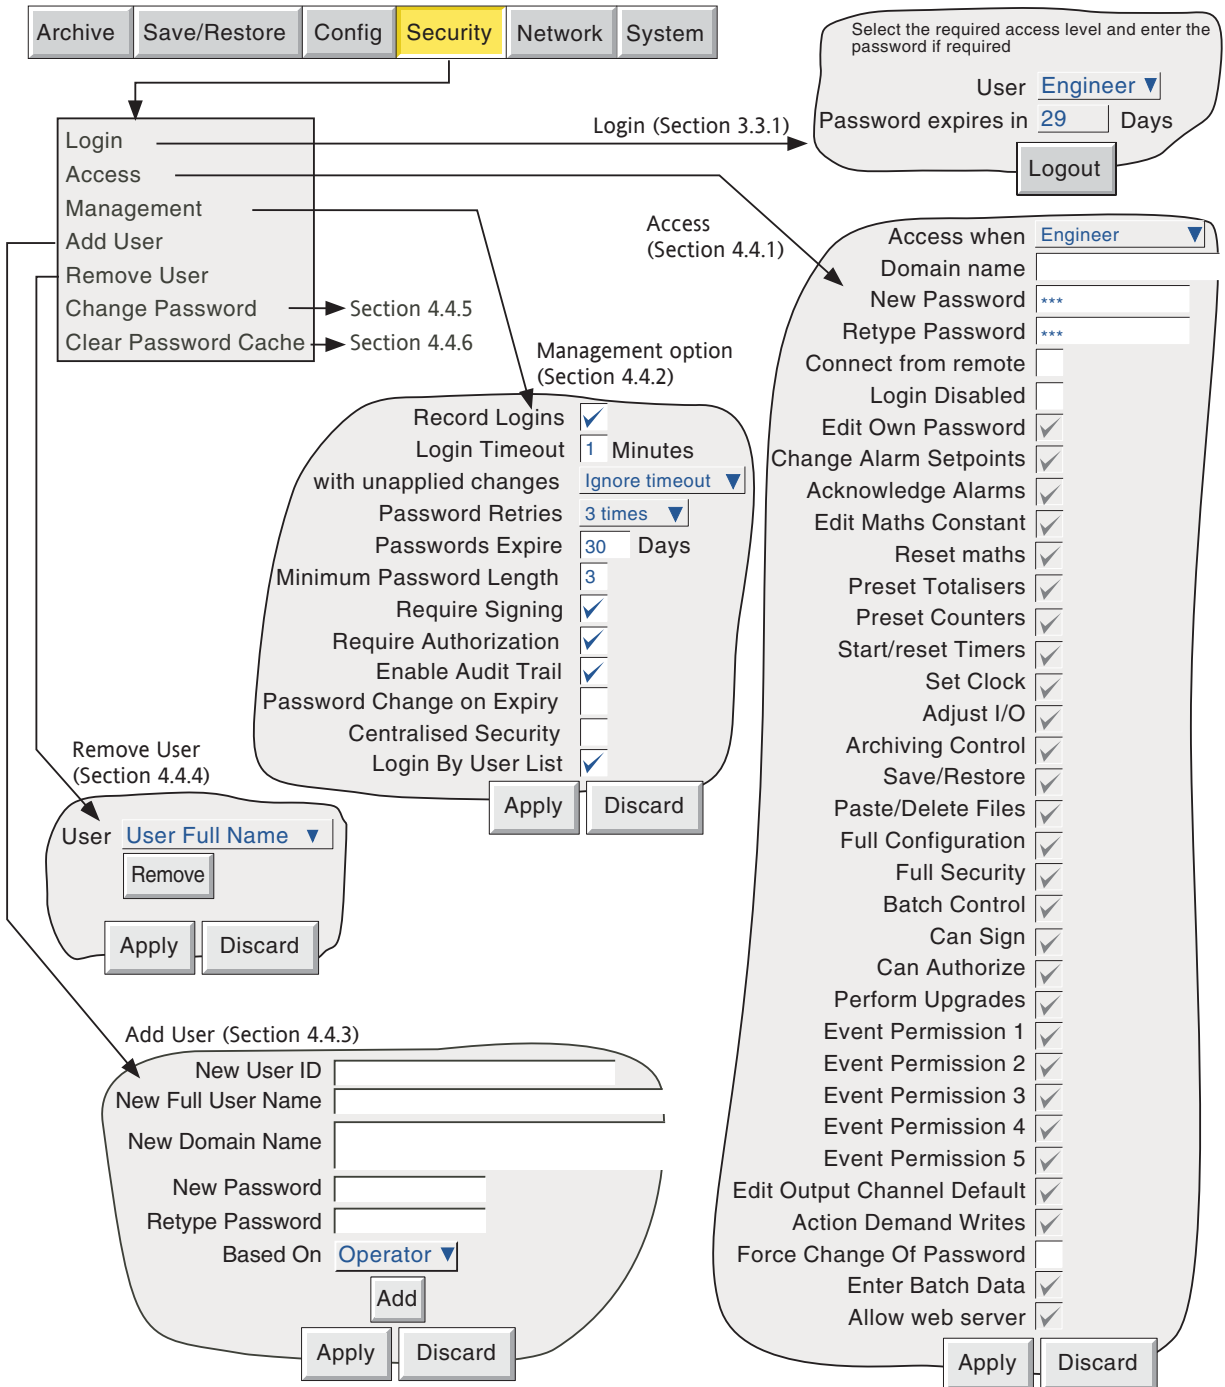 Archive Save/Restore Config Security Network System
Select the required access level and enter the
password if required
User Engineer
Password expires in 29 Days
Logout
Login (Section 3.3.1)
Login
Access
Management
Add User
Remove User
Change Password
Clear Password Cache
Section 4.4.5
Section 4.4.6
Access
(Section 4.4.1)
Access when Engineer
Domain name
New Password ***
Retype Password ***
Connect from remote
Login Disabled
Edit Own Password
Change Alarm Setpoints
Acknowledge Alarms
Edit Maths Constant
Reset maths
Preset Totalisers
Preset Counters
Start/reset Timers
Set Clock
Adjust I/O
Archiving Control
Save/Restore
Paste/Delete Files
Full Configuration
Full Security
Batch Control
Can Sign
Can Authorize
Perform Upgrades
Event Permission 1
Event Permission 2
Event Permission 3
Event Permission 4
Event Permission 5
Edit Output Channel Default
Action Demand Writes
Force Change Of Password
Enter Batch Data
Allow web server
Apply Discard
Management option
(Section 4.4.2)
Record Logins
Login Timeout 1 Minutes
with unapplied changes Ignore timeout
Password Retries 3 times
Passwords Expire 30 Days
Minimum Password Length 3
Require Signing
Require Authorization
Enable Audit Trail
Password Change on Expiry
Centralised Security
Login By User List
Apply Discard
Remove User
(Section 4.4.4)
User User Full Name
Remove
Apply Discard
Add User (Section 4.4.3)
New User ID
New Full User Name
New Domain Name
New Password
Retype Password
Based On Operator
Add
Apply Discard